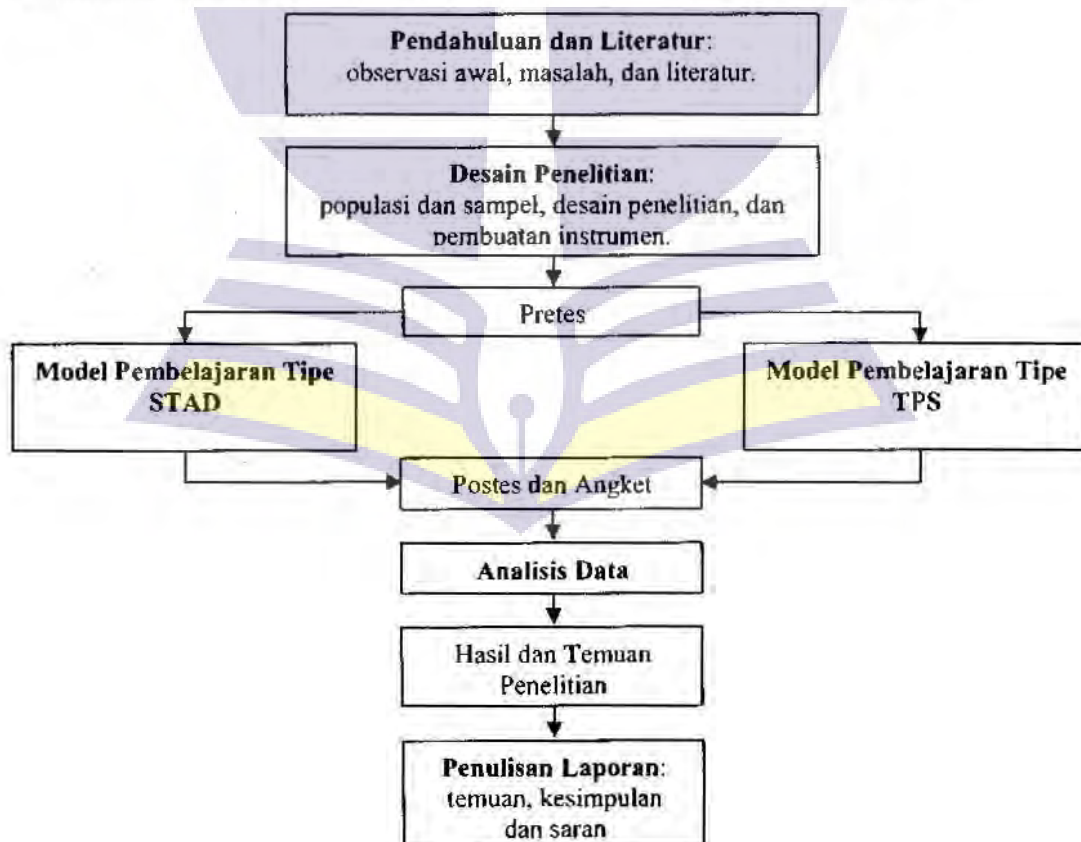 Pendahuluan dan Literatur:
observasi awal, masalah, dan literatur.
Desain Penelitian:
populasi dan sampel, desain penelitian, dan
pembuatan instrumen.
Pretes
Model Pembelajaran Tipe
STAD
Model Pembelajaran Tipe
TPS
Postes dan Angket
Analisis Data
Hasil dan Temuan
Penelitian
Penulisan Laporan:
temuan, kesimpulan
dan saran